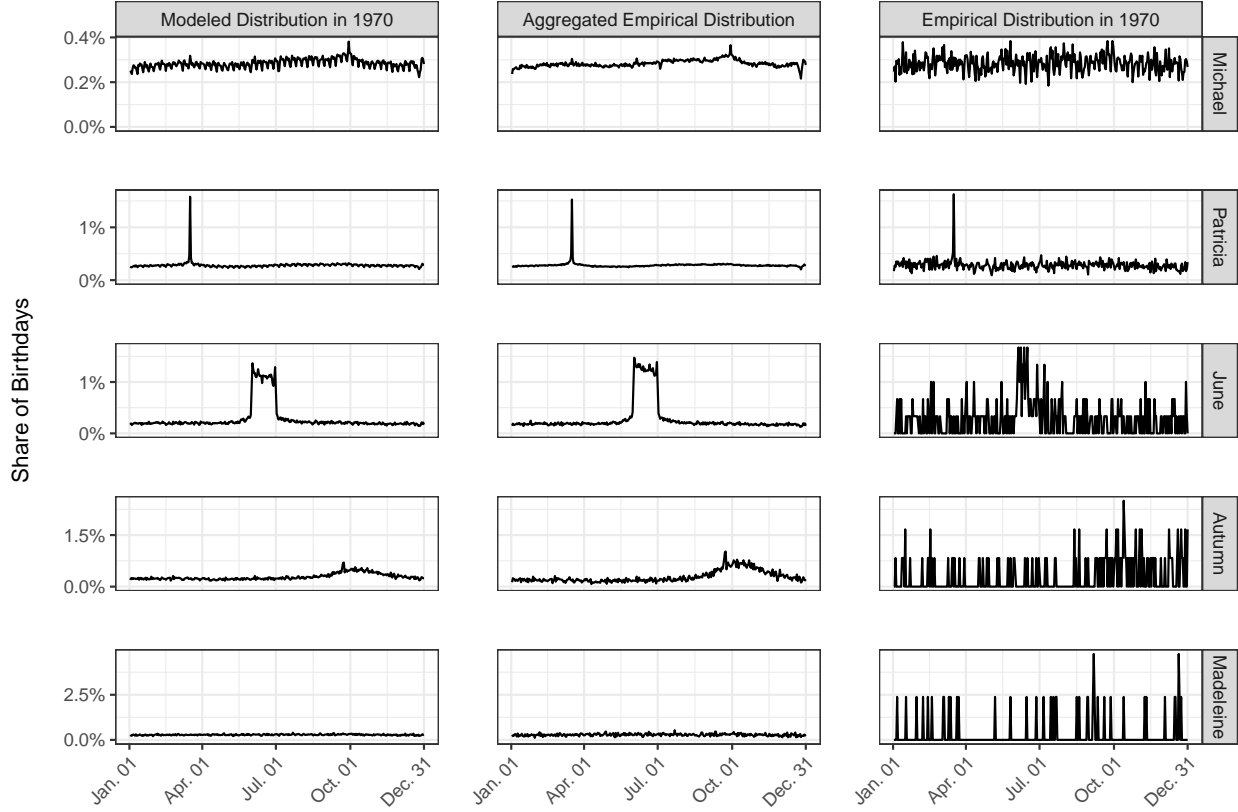 Modeled Distribution in 1970
Aggregated Empirical Distribution
Empirical Distribution in 1970
Share of Birthdays
0.4%
0.2%
0.0%
Michael
1%
0%
Patricia
1%
0%
June
1.5%
0.0%
Autumn
2.5%
0.0%
Madeleine
Jan. 01
Apr. 01
Jul. 01
Oct. 01
Dec. 31
Jan. 01
Apr. 01
Jul. 01
Oct. 01
Dec. 31
Jan. 01
Apr. 01
Jul. 01
Oct. 01
Dec. 31